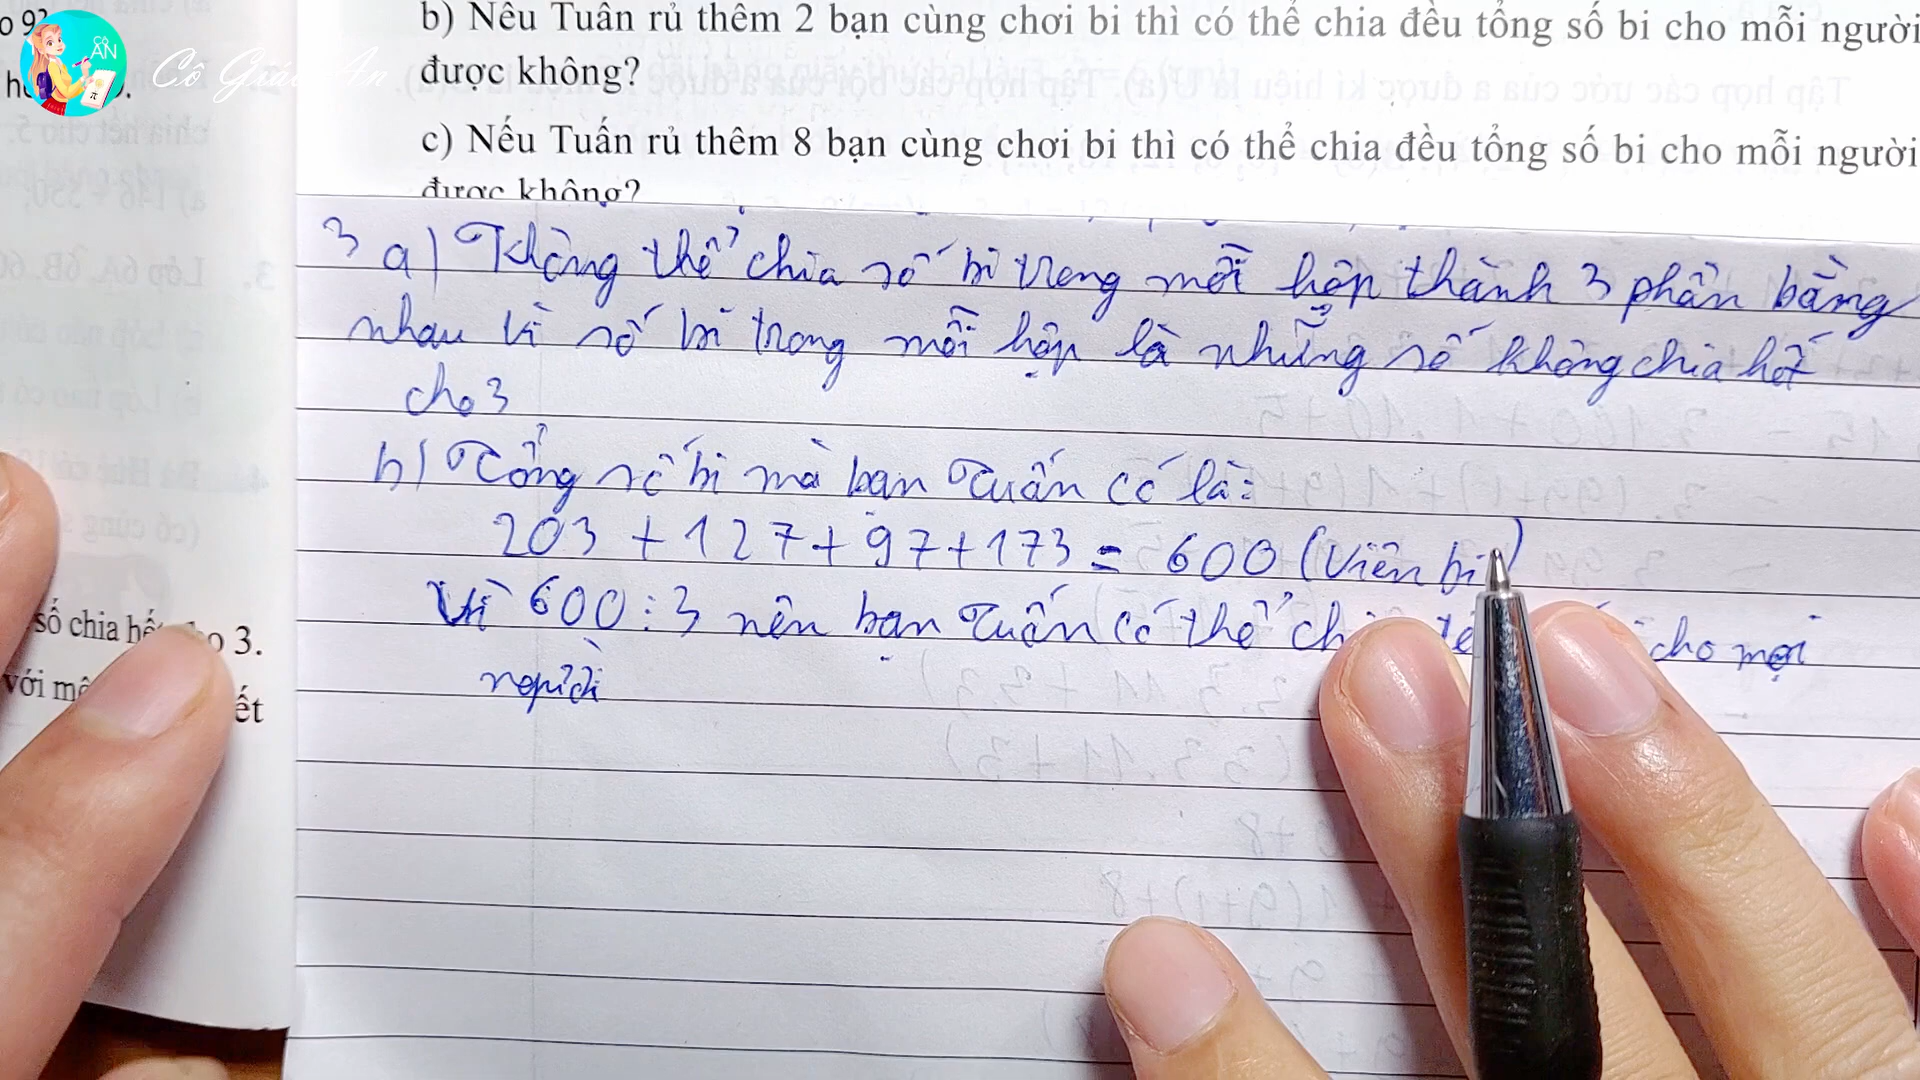 b) Nếu Tuấn rủ thêm 2 bạn cùng chơi bi thì có thể chia đều tổng số bi cho mỗi người
được không?
c) Nếu Tuấn rủ thêm 8 bạn cùng chơi bi thì có thể chia đều tổng số bi cho mỗi người
được không?
Cô Giáo An
CÔ AN
3 a) Không thể chia số bi trong mỗi hộp thành 3 phần bằng
nhau vì số bi trong mỗi hộp là những số không chia hết
cho 3
b) Tổng số bi mà bạn Tuấn có là:
203 + 127 + 97 + 173 = 600 (Viên bi)
Vì 600 ⋮ 3 nên bạn Tuấn có thể cho mọi
người
số chia hết 3.
với ết